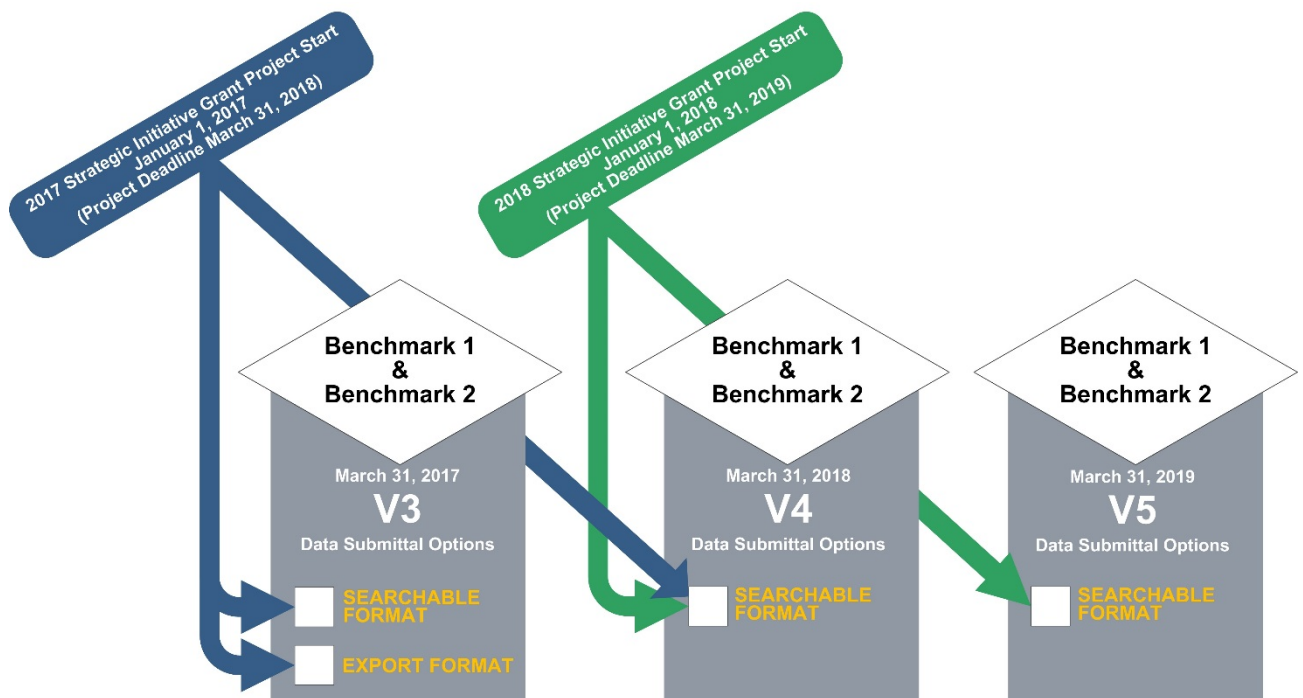 2017 Strategic Initiative Grant Project Start
January 1, 2017
(Project Deadline March 31, 2018)
2018 Strategic Initiative Grant Project Start
January 1, 2018
(Project Deadline March 31, 2019)
Benchmark 1
&
Benchmark 2
March 31, 2017
V3
Data Submittal Options
SEARCHABLE
FORMAT
EXPORT FORMAT
Benchmark 1
&
Benchmark 2
March 31, 2018
V4
Data Submittal Options
SEARCHABLE
FORMAT
Benchmark 1
&
Benchmark 2
March 31, 2019
V5
Data Submittal Options
SEARCHABLE
FORMAT